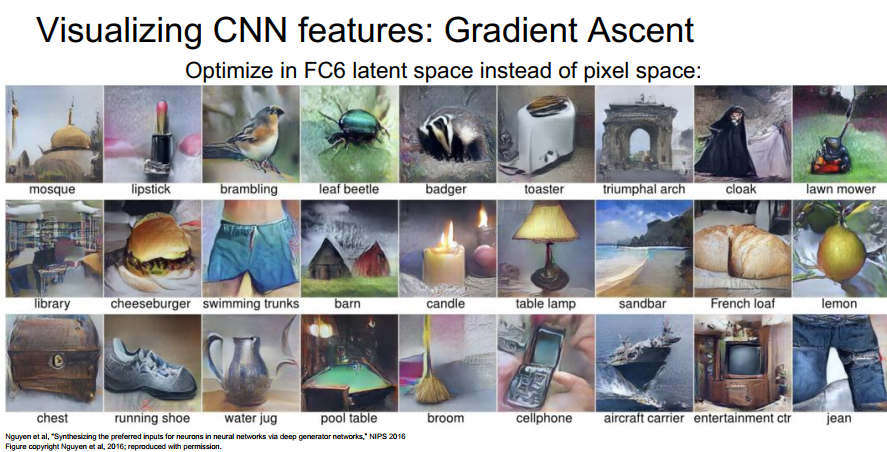 Visualizing CNN features: Gradient Ascent
Optimize in FC6 latent space instead of pixel space:
mosque lipstick brambling leaf beetle badger toaster triumphal arch cloak lawn mower
library cheeseburger swimming trunks barn candle table lamp sandbar French loaf lemon
chest running shoe water jug pool table broom cellphone aircraft carrier entertainment ctr jean
Nguyen et al, "Synthesizing the preferred inputs for neurons in neural networks via deep generator networks," NIPS 2016
Figure copyright Nguyen et al, 2016; reproduced with permission.